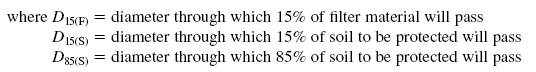 where D15(F) = diameter through which 15% of filter material will pass
D15(S) = diameter through which 15% of soil to be protected will pass
D85(S) = diameter through which 85% of soil to be protected will pass